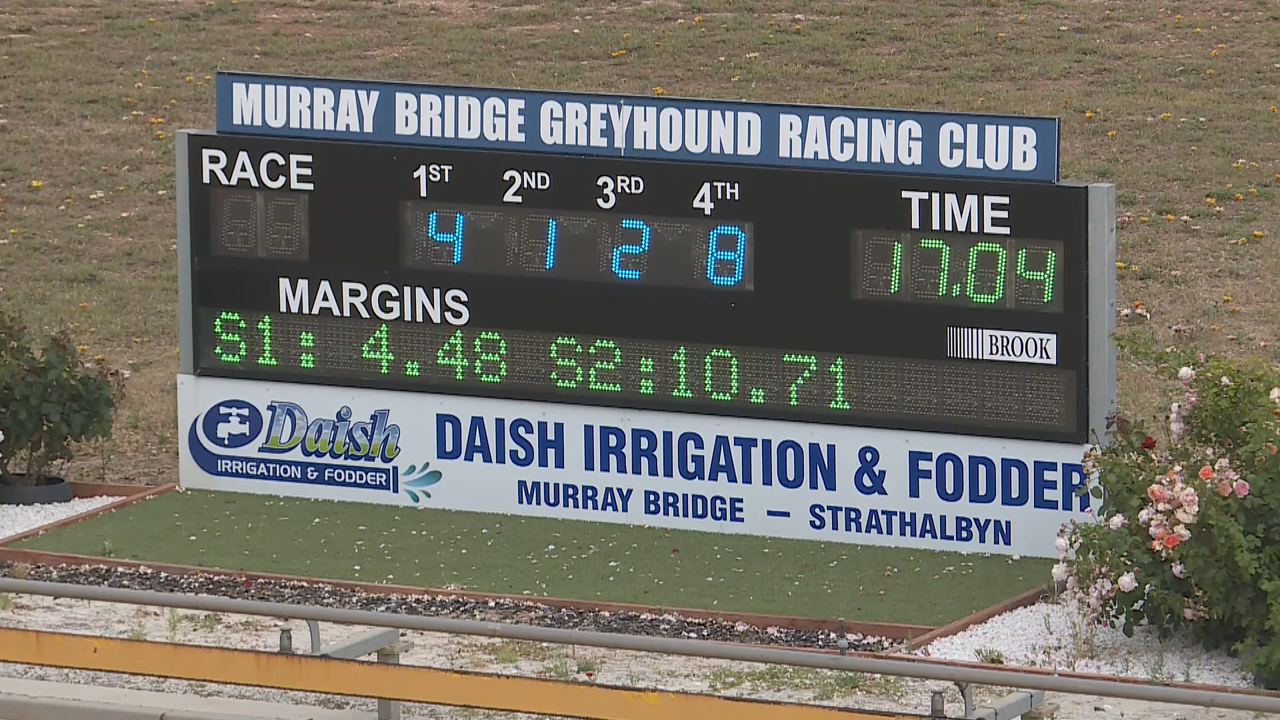 MURRAY BRIDGE GREYHOUND RACING CLUB
RACE 1ST 2ND 3RD 4TH TIME
4 1 2 8 17.04
MARGINS
BROOK
S1: 4.48 S2:10.71
Daish
IRRIGATION & FODDER
DAISH IRRIGATION & FODDER
MURRAY BRIDGE – STRATHALBYN